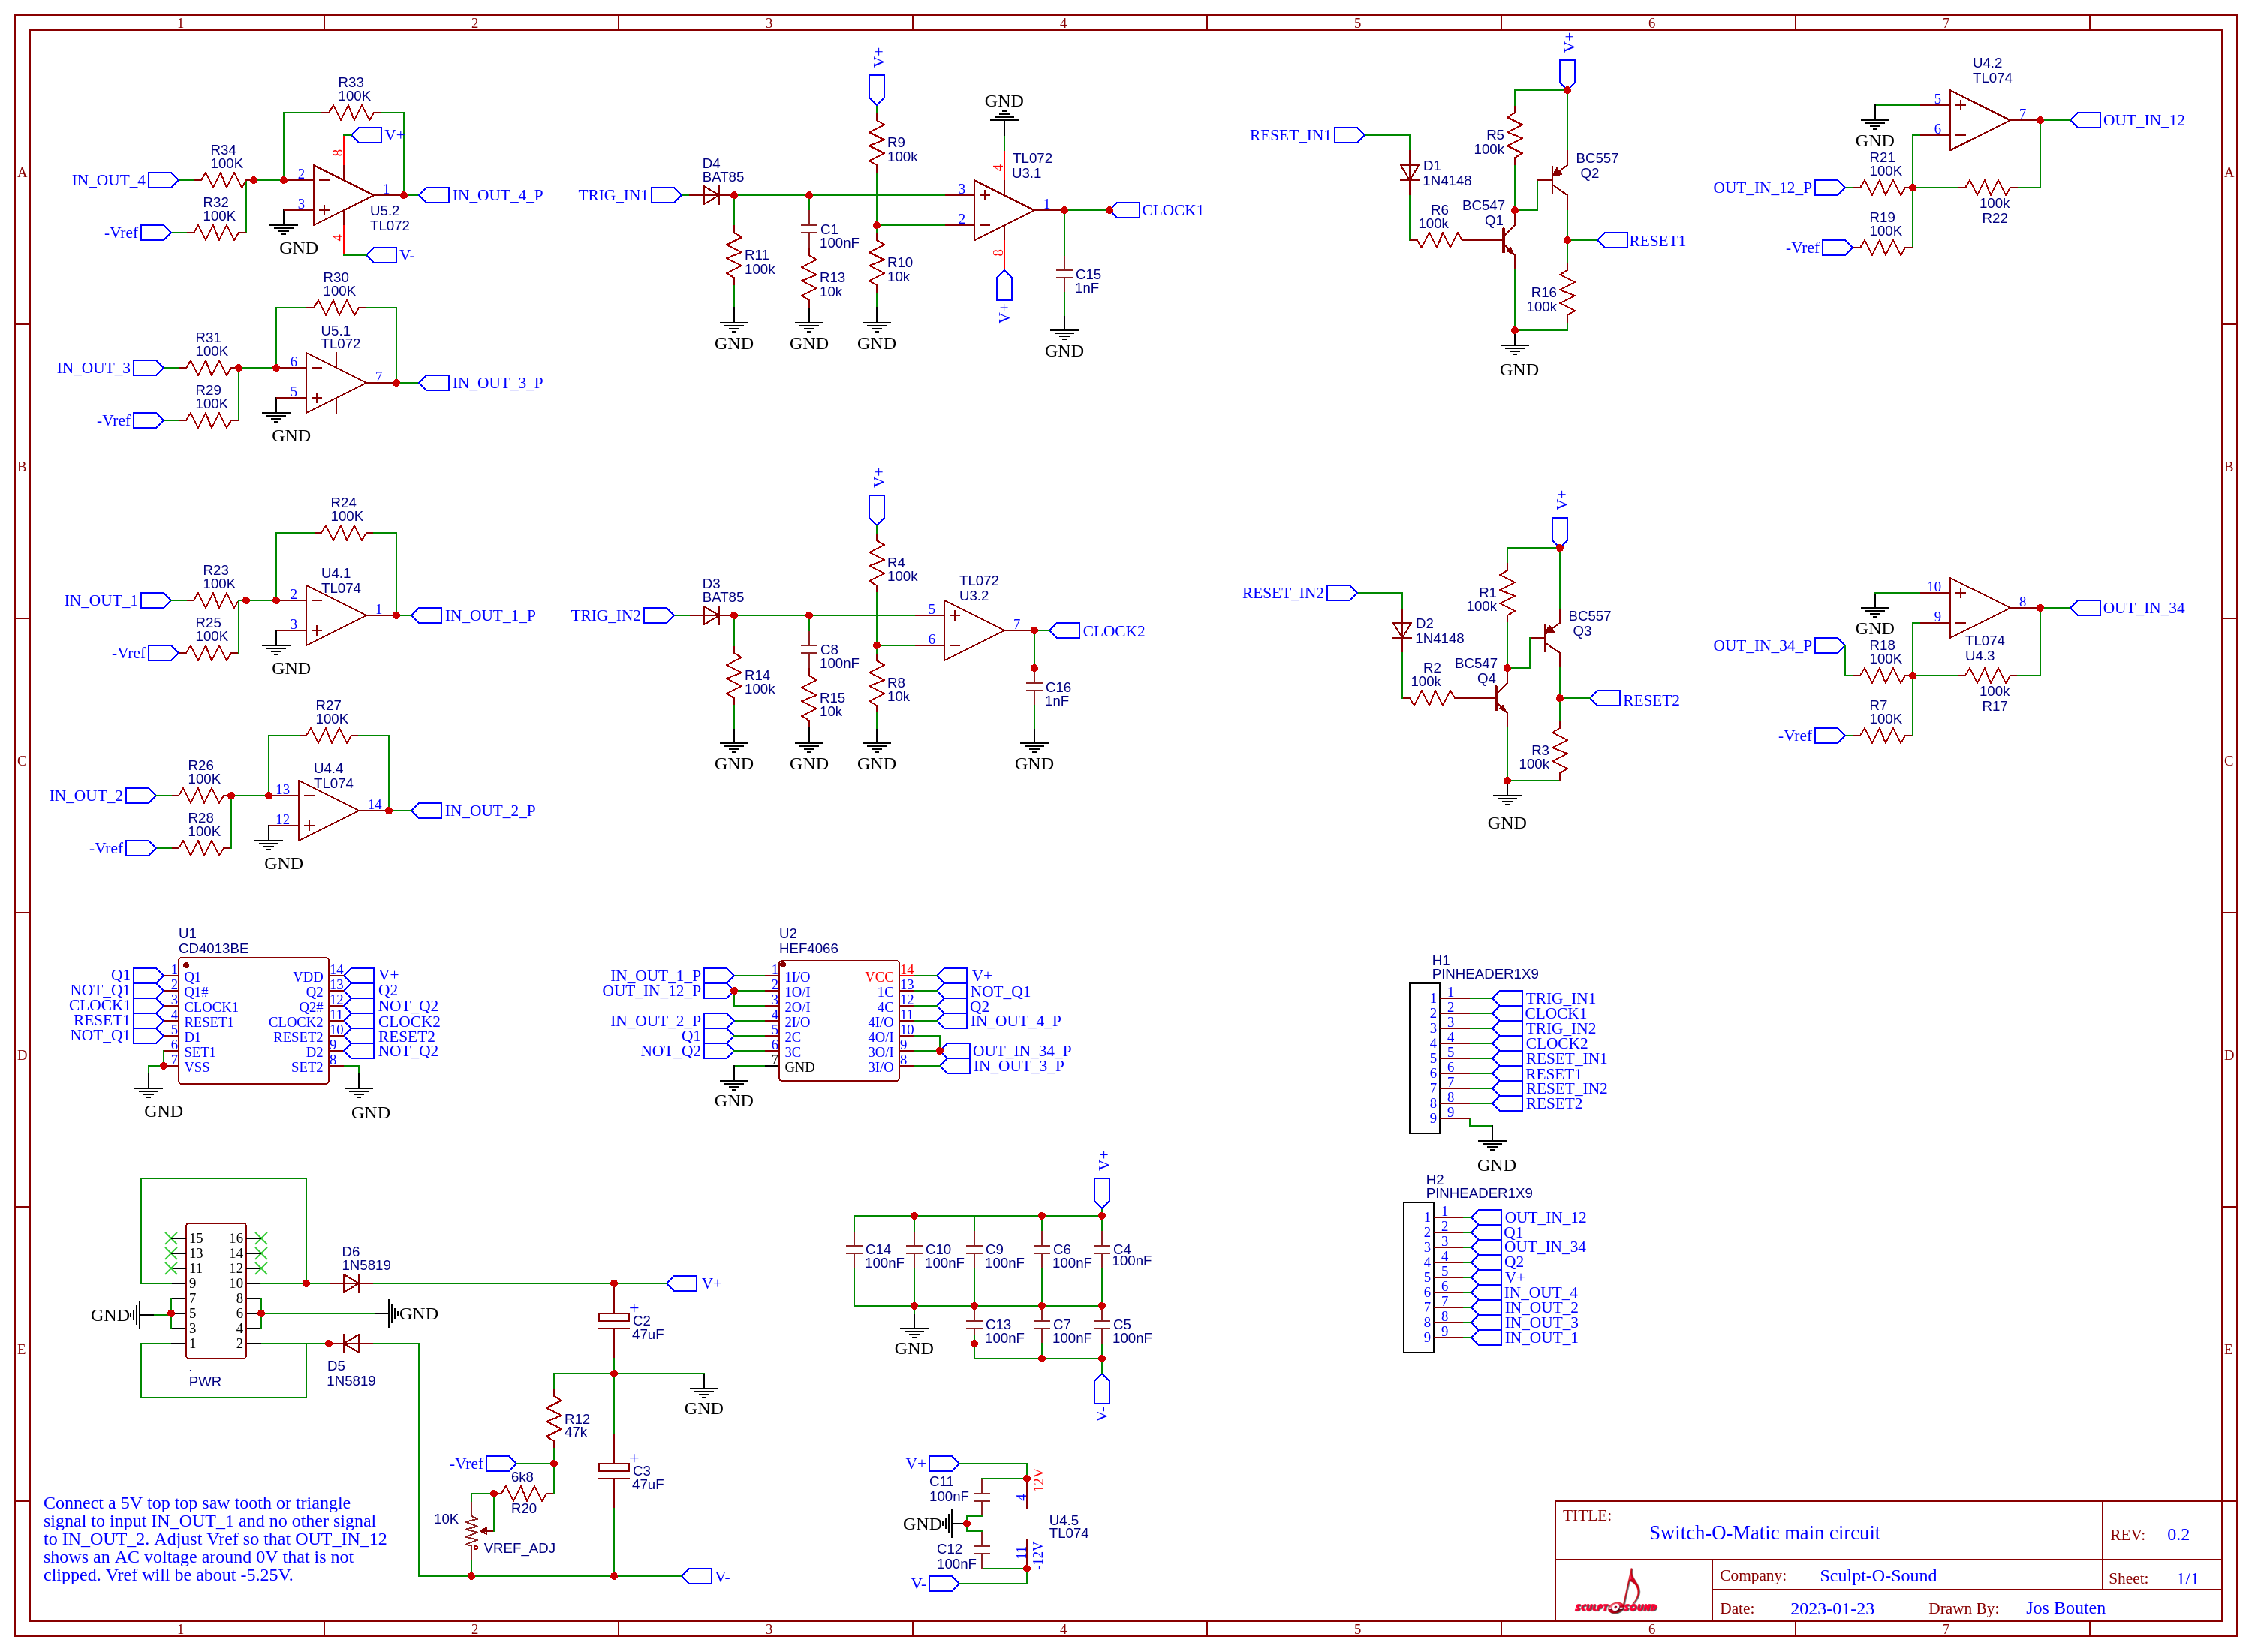 1 2 3 4 5 6 7
A
B
C
D
E
R33
100K
V+
8
R34
100K
IN_OUT_4
2
1
IN_OUT_4_P
3
U5.2
TL072
R32
100K
-Vref
4
GND
V-
R30
100K
U5.1
TL072
R31
100K
IN_OUT_3
6
7
IN_OUT_3_P
5
R29
100K
-Vref
GND
R24
100K
R23
100K
U4.1
TL074
IN_OUT_1
2
1
IN_OUT_1_P
3
R25
100K
-Vref
GND
R27
100K
R26
100K
U4.4
TL074
IN_OUT_2
13
14
IN_OUT_2_P
12
R28
100K
-Vref
GND
V+
R9
100k
GND
4
TL072
U3.1
D4
BAT85
TRIG_IN1
3
2
1
CLOCK1
C1
100nF
R11
100k
R13
10k
R10
10k
8
V+
C15
1nF
GND
GND
GND
GND
V+
R4
100k
TL072
U3.2
D3
BAT85
TRIG_IN2
5
6
7
CLOCK2
C8
100nF
R14
100k
R15
10k
R8
10k
C16
1nF
GND
GND
GND
GND
V+
RESET_IN1
R5
100k
D1
1N4148
BC557
Q2
R6
100k
BC547
Q1
RESET1
R16
100k
GND
V+
RESET_IN2
R1
100k
D2
1N4148
BC557
Q3
R2
100k
BC547
Q4
RESET2
R3
100k
GND
U4.2
TL074
5
6
7
OUT_IN_12
GND
R21
100K
OUT_IN_12_P
100k
R22
R19
100K
-Vref
10
9
8
OUT_IN_34
GND
TL074
U4.3
OUT_IN_34_P
R18
100K
100k
R17
R7
100K
-Vref
U1
CD4013BE
Q1 1 Q1 VDD 14 V+
NOT_Q1 2 Q1# Q2 13 Q2
CLOCK1 3 CLOCK1 Q2# 12 NOT_Q2
RESET1 4 RESET1 CLOCK2 11 CLOCK2
NOT_Q1 5 D1 RESET2 10 RESET2
6 SET1 D2 9 NOT_Q2
7 VSS SET2 8
GND GND
U2
HEF4066
IN_OUT_1_P 1 1I/O VCC 14 V+
OUT_IN_12_P 2 1O/I 1C 13 NOT_Q1
3 2O/I 4C 12 Q2
IN_OUT_2_P 4 2I/O 4I/O 11 IN_OUT_4_P
Q1 5 2C 4O/I 10
NOT_Q2 6 3C 3O/I 9 OUT_IN_34_P
7 GND 3I/O 8 IN_OUT_3_P
GND
H1
PINHEADER1X9
1 1 TRIG_IN1
2 2 CLOCK1
3 3 TRIG_IN2
4 4 CLOCK2
5 5 RESET_IN1
6 6 RESET1
7 7 RESET_IN2
8 8 RESET2
9 9
GND
H2
PINHEADER1X9
1 1 OUT_IN_12
2 2 Q1
3 3 OUT_IN_34
4 4 Q2
5 5 V+
6 6 IN_OUT_4
7 7 IN_OUT_2
8 8 IN_OUT_3
9 9 IN_OUT_1
15 16
13 14
11 12
9 10
7 8
5 6
3 4
1 2
GND
GND
.
PWR
D6
1N5819
D5
1N5819
V+
+
C2
47uF
GND
R12
47k
-Vref
6k8
R20
10K
VREF_ADJ
+
C3
47uF
V-
V+
C14
100nF
C10
100nF
C9
100nF
C6
100nF
C4
100nF
GND
C13
100nF
C7
100nF
C5
100nF
V-
V+
C11
100nF
12V
4
GND
U4.5
TL074
C12
100nF
11
-12V
V-
Connect a 5V top top saw tooth or triangle
signal to input IN_OUT_1 and no other signal
to IN_OUT_2. Adjust Vref so that OUT_IN_12
shows an AC voltage around 0V that is not
clipped. Vref will be about -5.25V.
TITLE:
Switch-O-Matic main circuit
REV: 0.2
SCULPT-O-SOUND
Company: Sculpt-O-Sound
Sheet: 1/1
Date: 2023-01-23
Drawn By: Jos Bouten
A
B
C
D
E
1 2 3 4 5 6 7